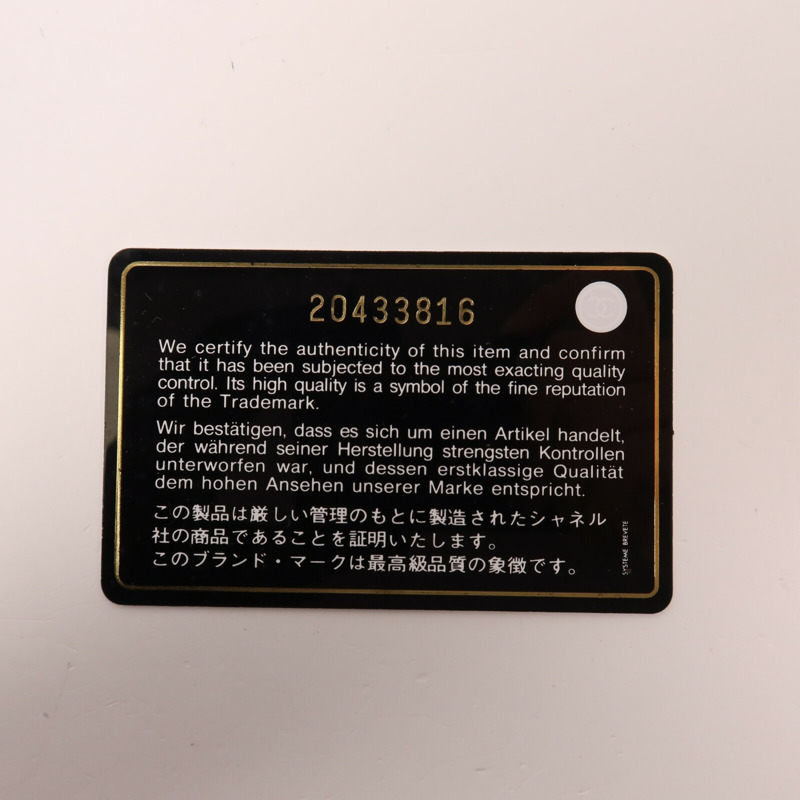 20433816
We certify the authenticity of this item and confirm
that it has been subjected to the most exacting quality
control. Its high quality is a symbol of the fine reputation
of the Trademark.
Wir bestätigen, dass es sich um einen Artikel handelt,
der während seiner Herstellung strengsten Kontrollen
unterworfen war, und dessen erstklassige Qualität
dem hohen Ansehen unserer Marke entspricht.
この製品は厳しい管理のもとに製造されたシャネル
社の商品であることを証明いたします。
このブランド・マークは最高級品質の象徴です。
SYSTEME BREVETE